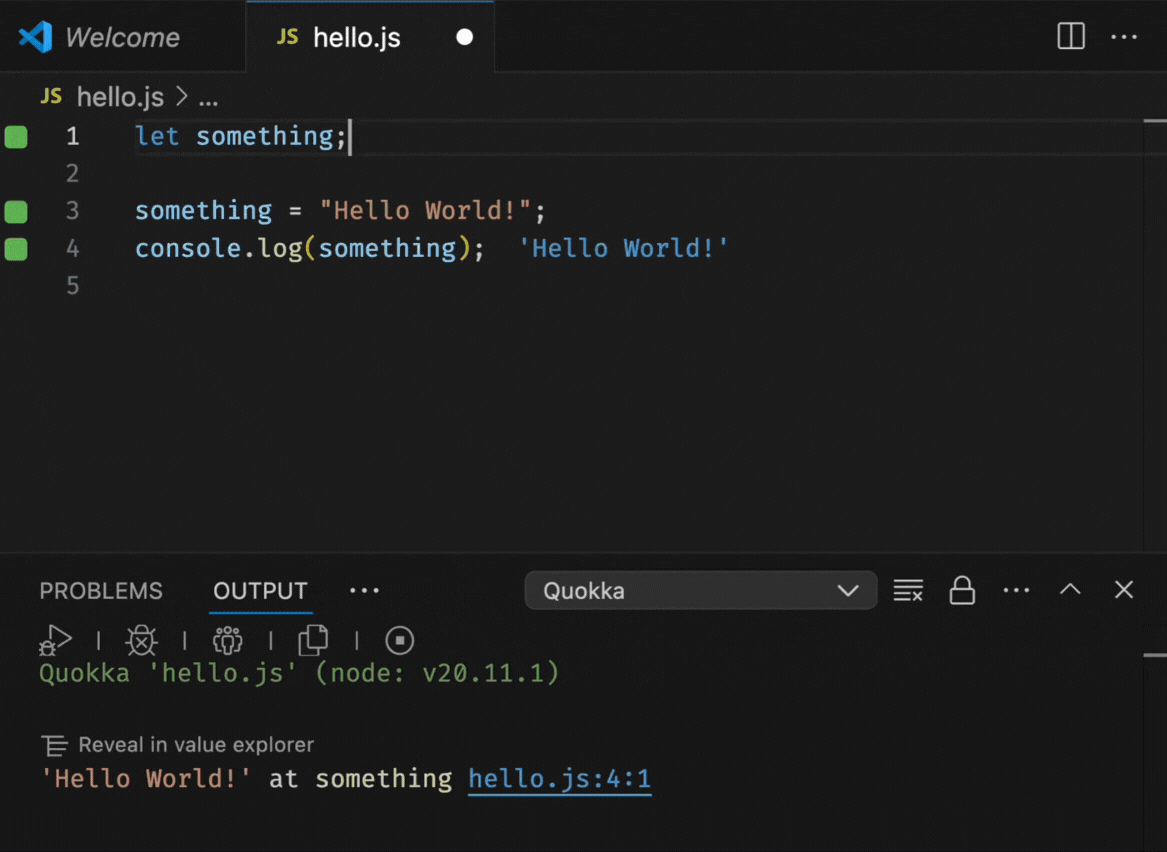 Welcome
JS hello.js
JS hello.js > ...
1 let something;
2
3 something = "Hello World!";
4 console.log(something); 'Hello World!'
5
PROBLEMS OUTPUT ... Quokka ...
Quokka 'hello.js' (node: v20.11.1)
Reveal in value explorer
'Hello World!' at something hello.js:4:1